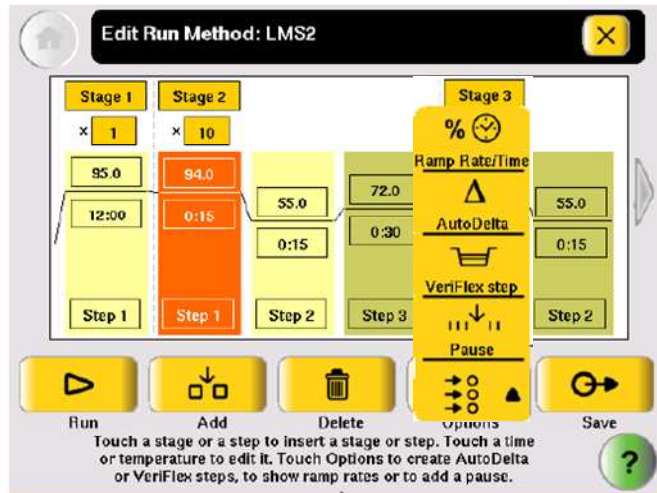 Edit Run Method: LMS2
Stage 1
Stage 2
Stage 3
× 1
× 10
%
Ramp Rate/Time
95.0
12:00
Step 1
94.0
0:15
Step 1
55.0
0:15
Step 2
72.0
0:30
Step 3
AutoDelta
VeriFlex step
Pause
55.0
0:15
Step 2
Run
Add
Delete
Options
Save
Touch a stage or a step to insert a stage or step. Touch a time
or temperature to edit it. Touch Options to create AutoDelta
or VeriFlex steps, to show ramp rates or to add a pause.
?